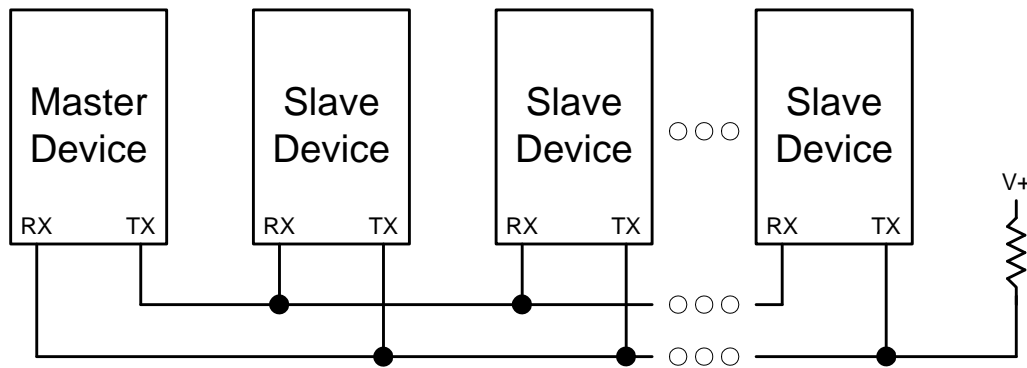 Master
Device
Slave
Device
Slave
Device
Slave
Device
V+
RX TX
RX TX
RX TX
RX TX